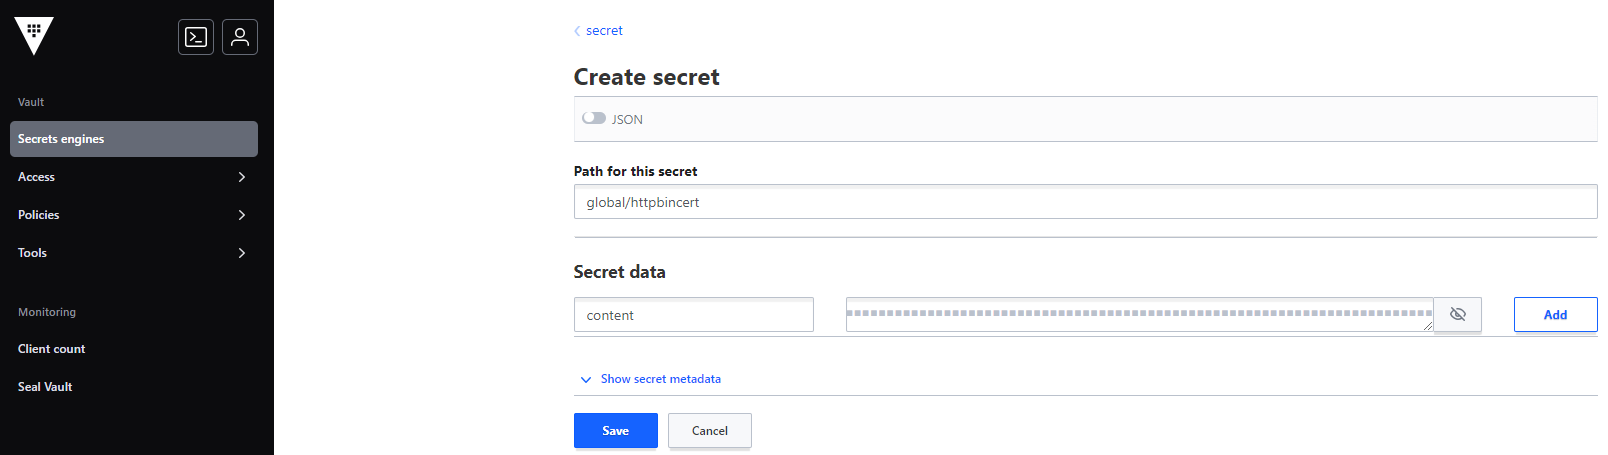 Vault
Secrets engines
Access
Policies
Tools
Monitoring
Client count
Seal Vault
secret
Create secret
JSON
Path for this secret
global/httpbincert
Secret data
content
Add
Show secret metadata
Save
Cancel